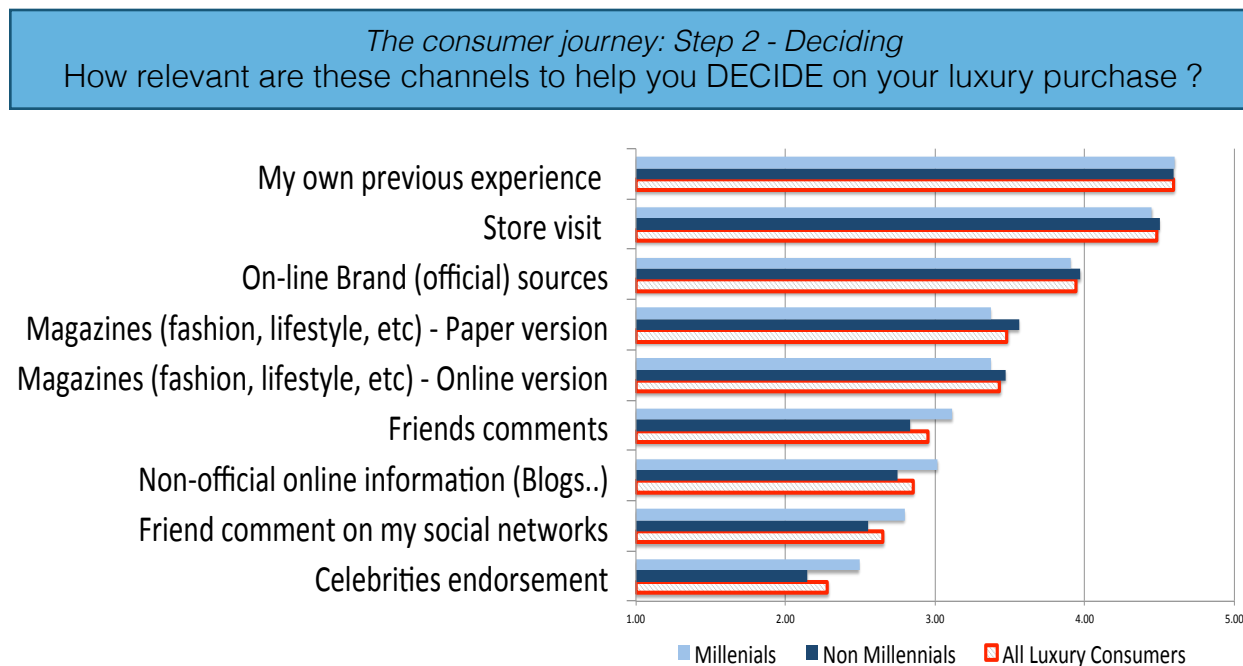 The consumer journey: Step 2 - Deciding
How relevant are these channels to help you DECIDE on your luxury purchase ?
My own previous experience
Store visit
On-line Brand (official) sources
Magazines (fashion, lifestyle, etc) - Paper version
Magazines (fashion, lifestyle, etc) - Online version
Friends comments
Non-official online information (Blogs..)
Friend comment on my social networks
Celebrities endorsement
1.00 2.00 3.00 4.00 5.00
Millenials Non Millennials All Luxury Consumers